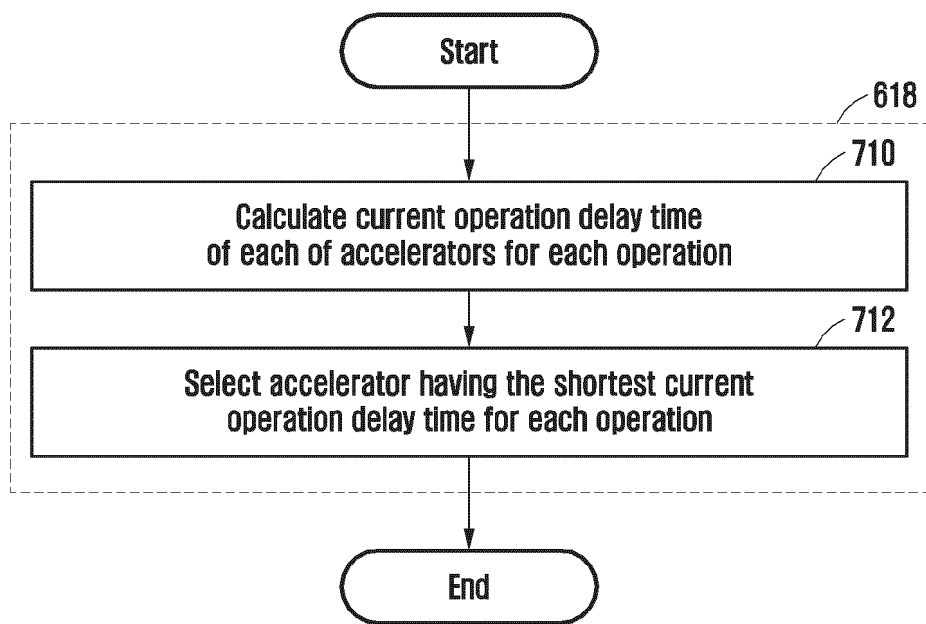 Start
618
710
Calculate current operation delay time
of each of accelerators for each operation
712
Select accelerator having the shortest current
operation delay time for each operation
End